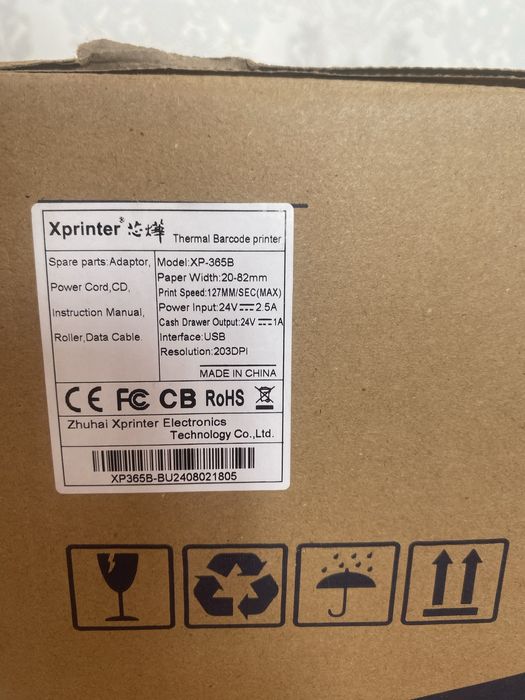 Xprinter® 芯烨 Thermal Barcode printer
Spare parts:Adaptor,
Power Cord,CD,
Instruction Manual,
Roller,Data Cable.
Model:XP-365B
Paper Width:20-82mm
Print Speed:127MM/SEC(MAX)
Power Input:24V⎓2.5A
Cash Drawer Output:24V⎓1A
Interface:USB
Resolution:203DPI
MADE IN CHINA
CE FC CB RoHS
Zhuhai Xprinter Electronics
Technology Co.,Ltd.
XP365B-BU2408021805